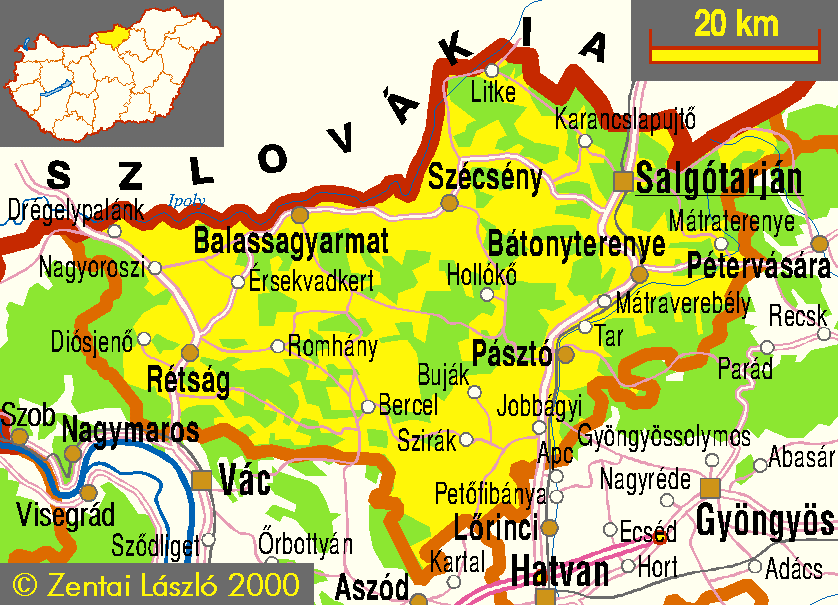 20 km
SZLOVÁKIA
Litke
Karancslapujtő
Szécsény
Salgótarján
Ipoly
Drégelypalánk
Balassagyarmat
Bátonyterenye
Mátraterenye
Nagyoroszi
Érsekvadkert
Hollókő
Pétervására
Mátraverebély
Recsk
Diósjenő
Romhány
Pásztó
Tar
Parád
Rétság
Buják
Bercel
Jobbágyi
Szob
Nagymaros
Szirák
Apc
Gyöngyössolymos
Abasár
Vác
Petőfibánya
Nagyréde
Visegrád
Lőrinci
Gyöngyös
Sződliget
Őrbottyán
Ecséd
Kartal
Hatvan
Hort
Adács
© Zentai László 2000
Aszód